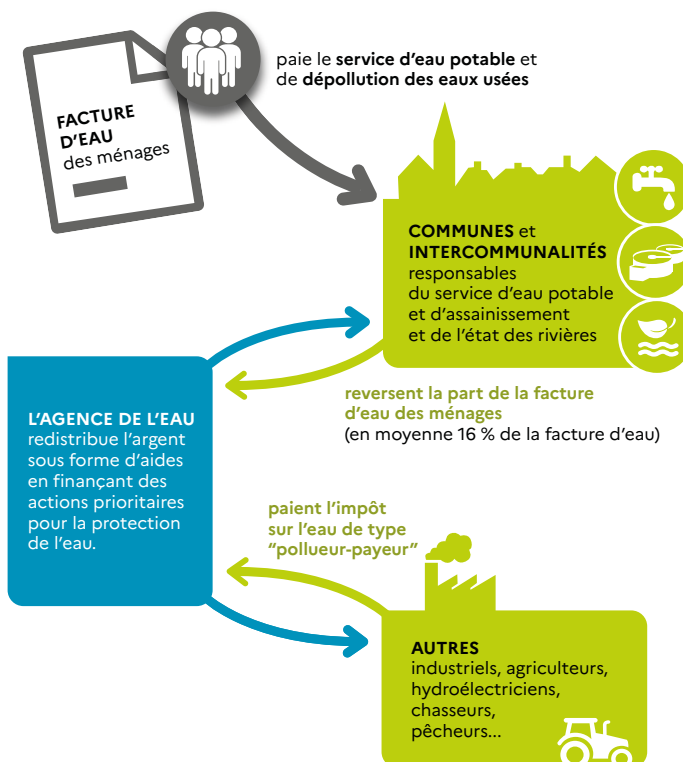 paie le service d'eau potable et
de dépollution des eaux usées
FACTURE
D'EAU
des ménages
COMMUNES et
INTERCOMMUNALITÉS
responsables
du service d'eau potable
et d'assainissement
et de l'état des rivières
reversent la part de la facture
d'eau des ménages
(en moyenne 16 % de la facture d'eau)
L'AGENCE DE L'EAU
redistribue l'argent
sous forme d'aides
en finançant des
actions prioritaires
pour la protection
de l'eau.
paient l'impôt
sur l'eau de type
“pollueur-payeur”
AUTRES
industriels, agriculteurs,
hydroélectriciens,
chasseurs,
pêcheurs...